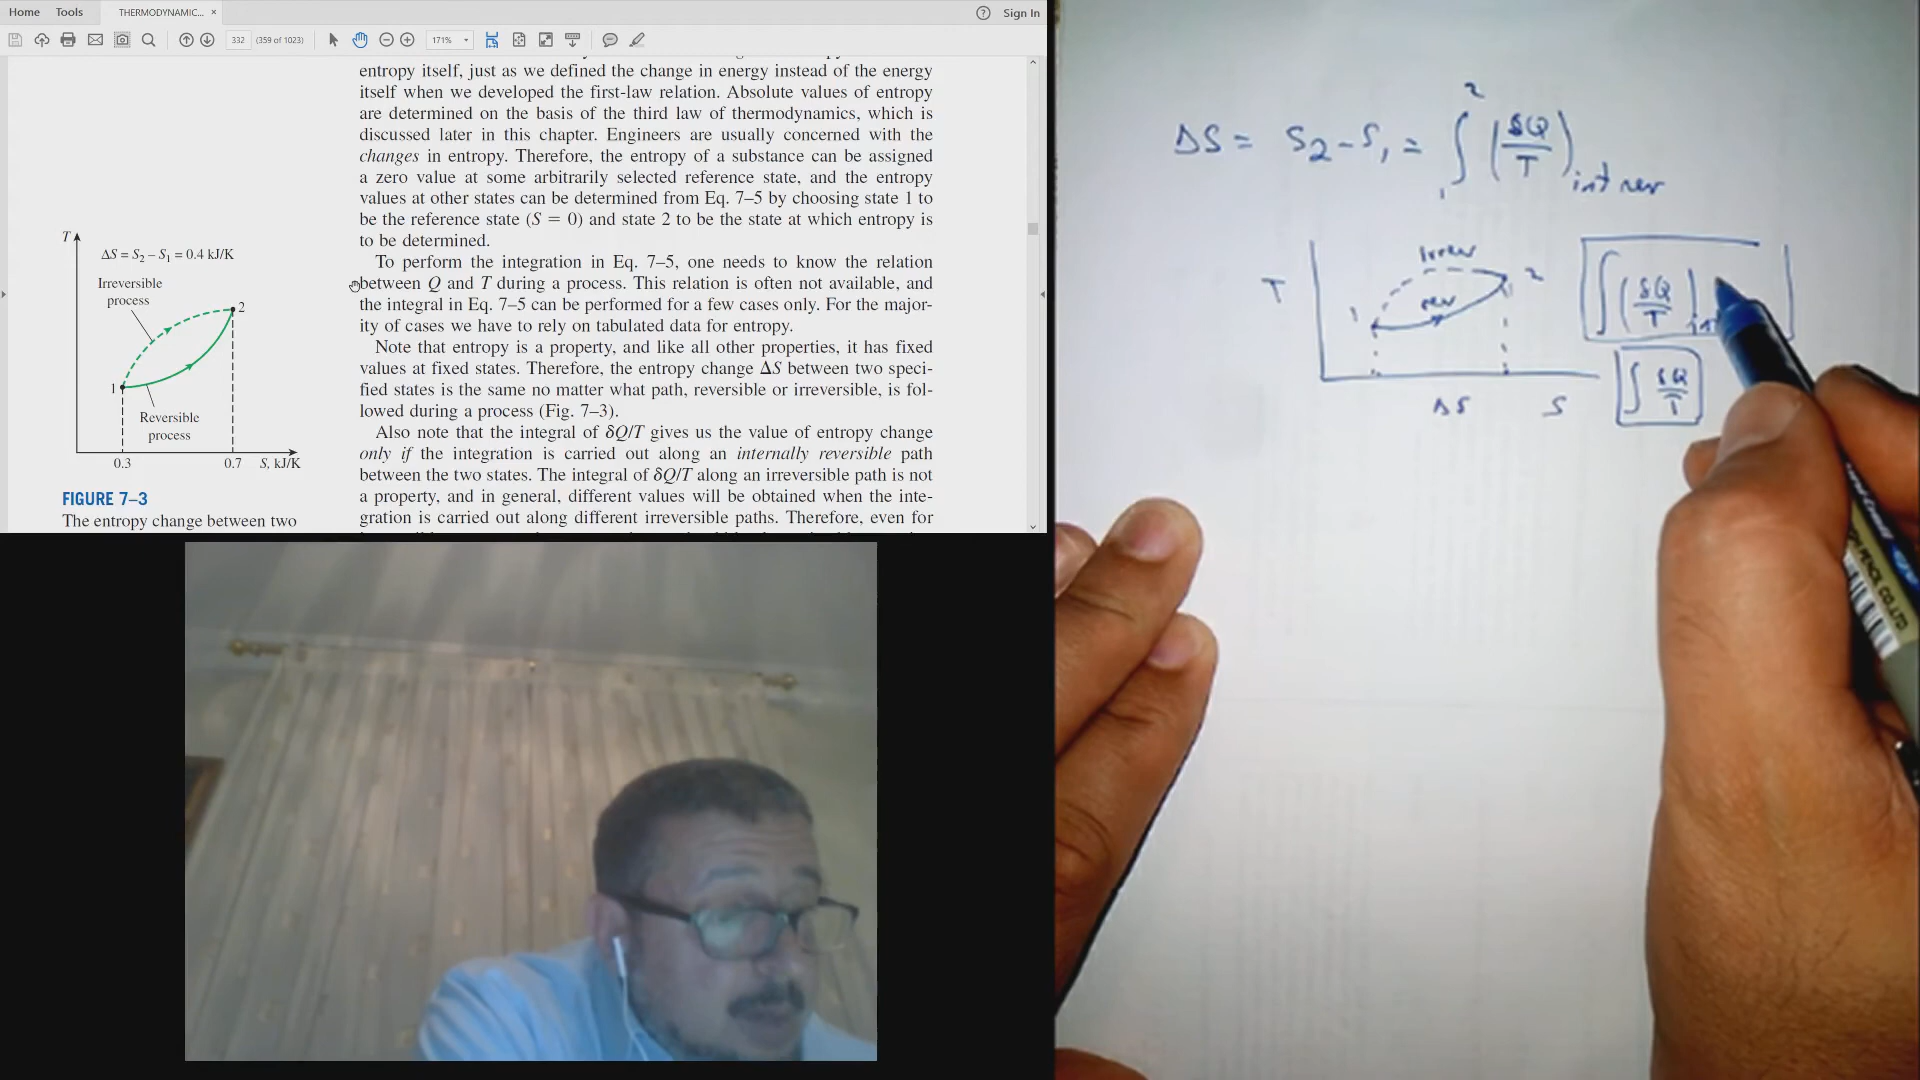 Home Tools THERMODYNAMIC... × Sign In
332 (359 of 1023) 171%
entropy itself, just as we defined the change in energy instead of the energy
itself when we developed the first-law relation. Absolute values of entropy
are determined on the basis of the third law of thermodynamics, which is
discussed later in this chapter. Engineers are usually concerned with the
changes in entropy. Therefore, the entropy of a substance can be assigned
a zero value at some arbitrarily selected reference state, and the entropy
values at other states can be determined from Eq. 7–5 by choosing state 1 to
be the reference state (S = 0) and state 2 to be the state at which entropy is
to be determined.
To perform the integration in Eq. 7–5, one needs to know the relation
between Q and T during a process. This relation is often not available, and
the integral in Eq. 7–5 can be performed for a few cases only. For the major-
ity of cases we have to rely on tabulated data for entropy.
Note that entropy is a property, and like all other properties, it has fixed
values at fixed states. Therefore, the entropy change ΔS between two speci-
fied states is the same no matter what path, reversible or irreversible, is fol-
lowed during a process (Fig. 7–3).
Also note that the integral of δQ/T gives us the value of entropy change
only if the integration is carried out along an internally reversible path
between the two states. The integral of δQ/T along an irreversible path is not
a property, and in general, different values will be obtained when the inte-
gration is carried out along different irreversible paths. Therefore, even for
T
ΔS = S2 – S1 = 0.4 kJ/K
Irreversible
process
2
1
Reversible
process
0.3 0.7 S, kJ/K
FIGURE 7–3
The entropy change between two
ΔS = S2 - S1 = ∫ 1 2 (δQ/T) int rev
T
1
2
irrev
rev
ΔS S
∫ (δQ/T) int
∫ δQ/T